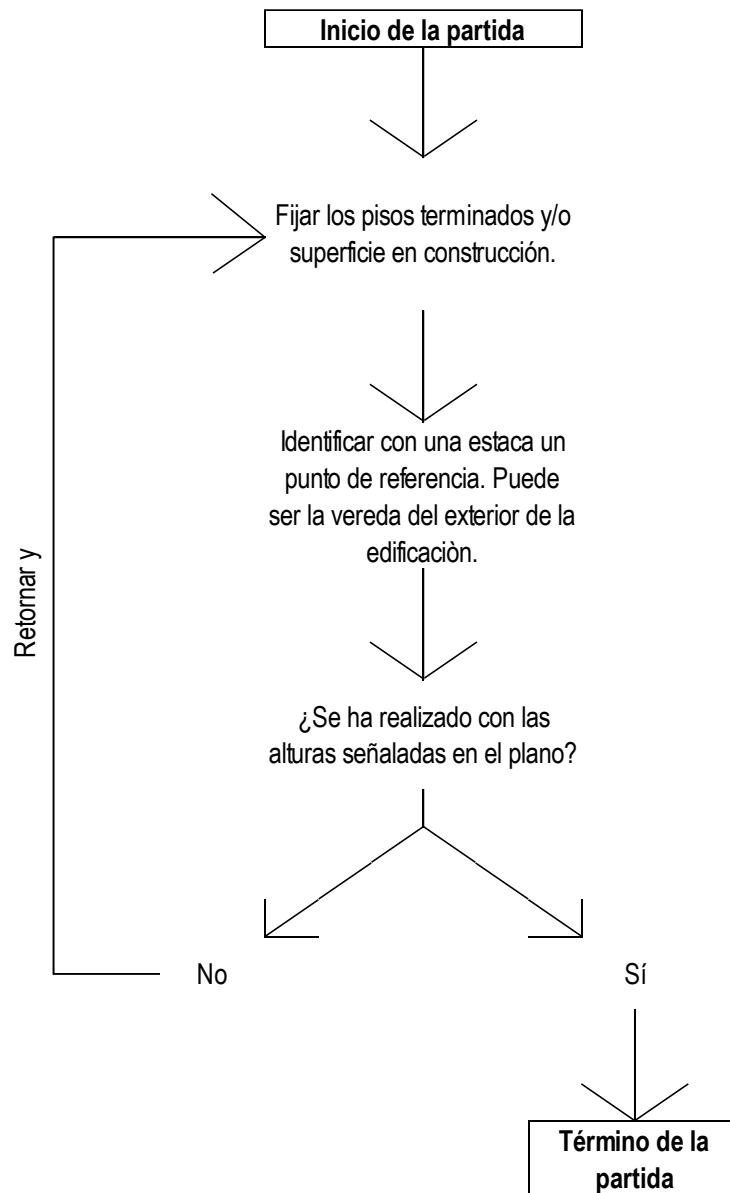 Inicio de la partida
Fijar los pisos terminados y/o
superficie en construcción.
Identificar con una estaca un
punto de referencia. Puede
ser la vereda del exterior de la
edificaciòn.
Retornar y
¿Se ha realizado con las
alturas señaladas en el plano?
No
Sí
Término de la
partida